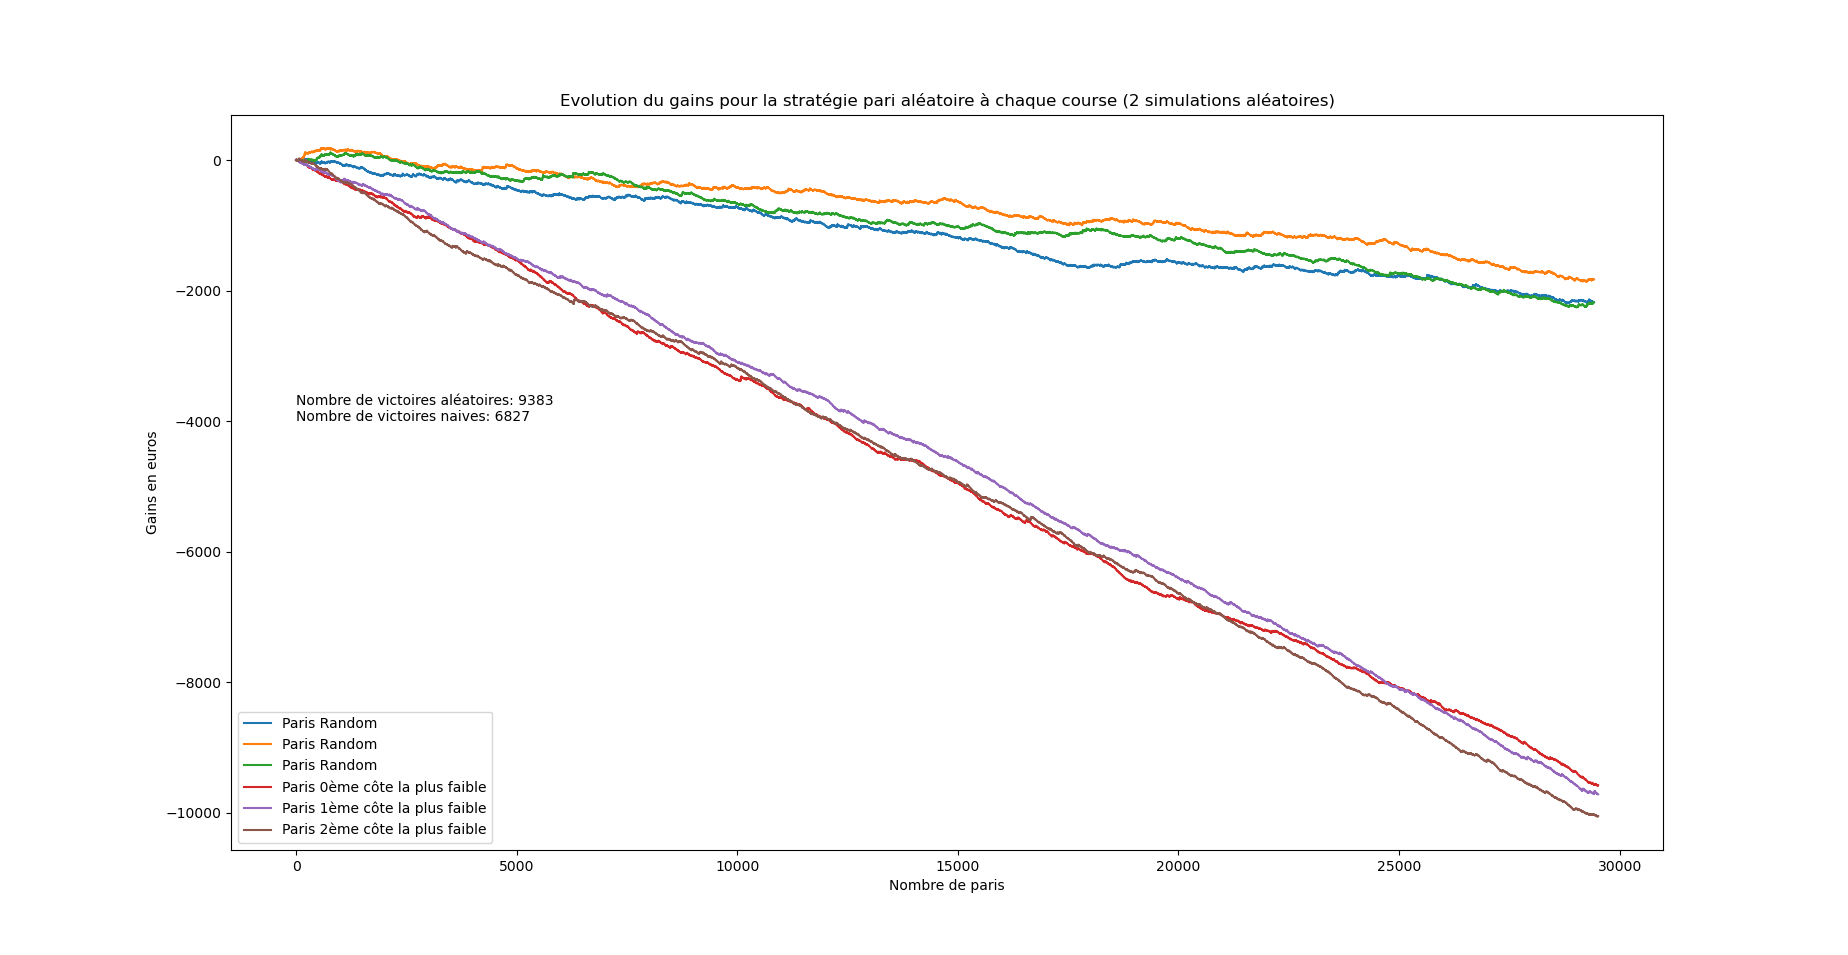 Evolution du gains pour la stratégie pari aléatoire à chaque course (2 simulations aléatoires)
0
−2000
−4000
−6000
−8000
−10000
Gains en euros
Nombre de victoires aléatoires: 9383
Nombre de victoires naives: 6827
Paris Random
Paris Random
Paris Random
Paris 0ème côte la plus faible
Paris 1ème côte la plus faible
Paris 2ème côte la plus faible
0
5000
10000
15000
20000
25000
30000
Nombre de paris